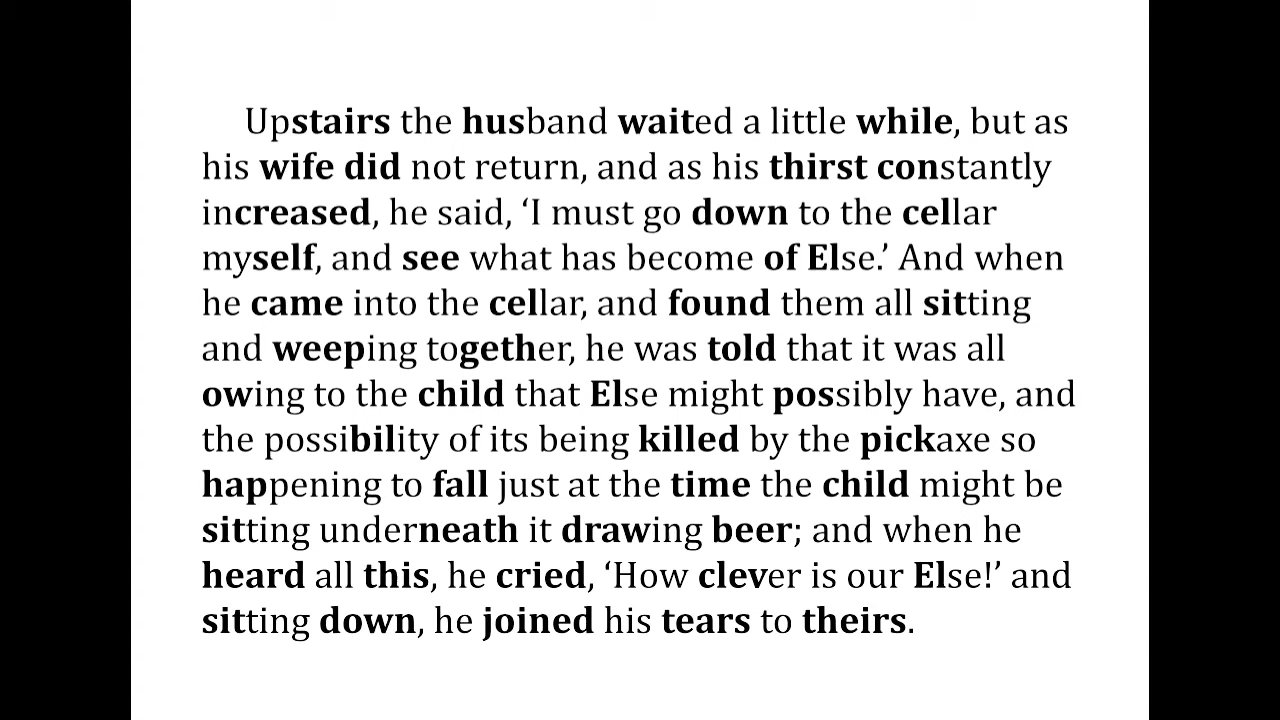 Upstairs the husband waited a little while, but as
his wife did not return, and as his thirst constantly
increased, he said, ‘I must go down to the cellar
myself, and see what has become of Else.’ And when
he came into the cellar, and found them all sitting
and weeping together, he was told that it was all
owing to the child that Else might possibly have, and
the possibility of its being killed by the pickaxe so
happening to fall just at the time the child might be
sitting underneath it drawing beer; and when he
heard all this, he cried, ‘How clever is our Else!’ and
sitting down, he joined his tears to theirs.